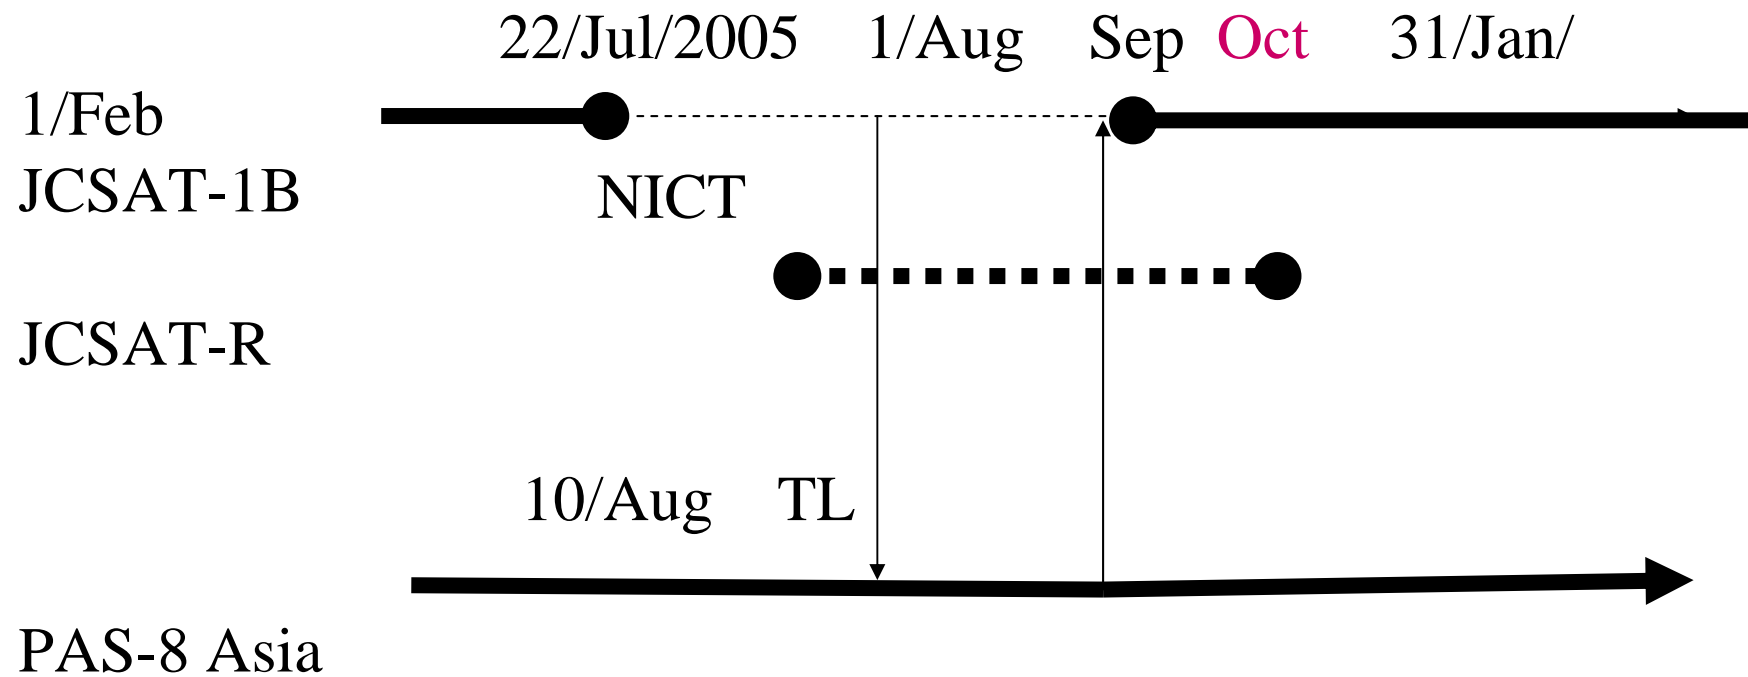 22/Jul/2005 1/Aug Sep Oct 31/Jan/
1/Feb
JCSAT-1B NICT
JCSAT-R
10/Aug TL
PAS-8 Asia